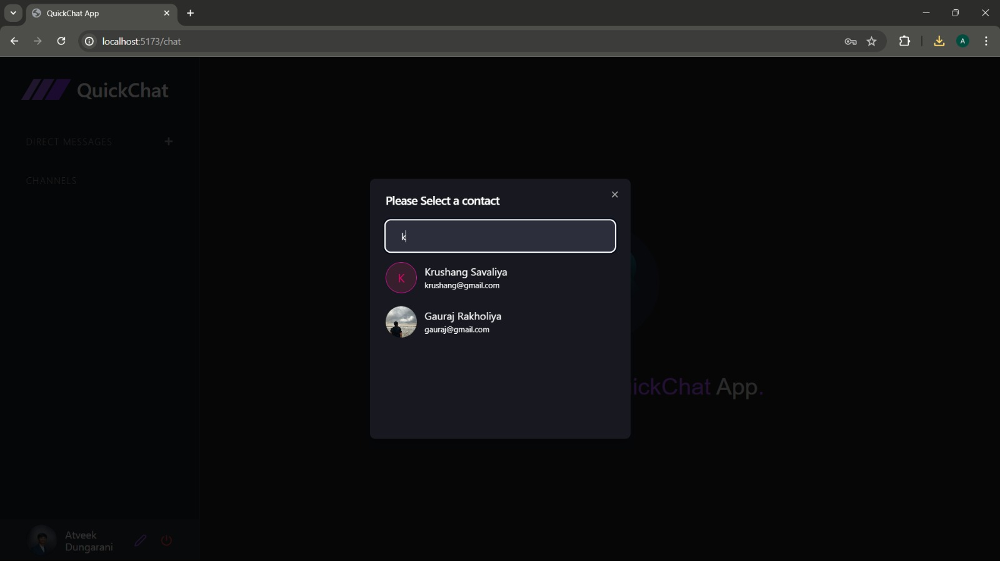 QuickChat App
localhost:5173/chat
A
QuickChat
DIRECT MESSAGES
CHANNELS
Please Select a contact
k
K
Krushang Savaliya
krushang@gmail.com
Gauraj Rakholiya
gauraj@gmail.com
ickChat App.
Atveek
Dungarani